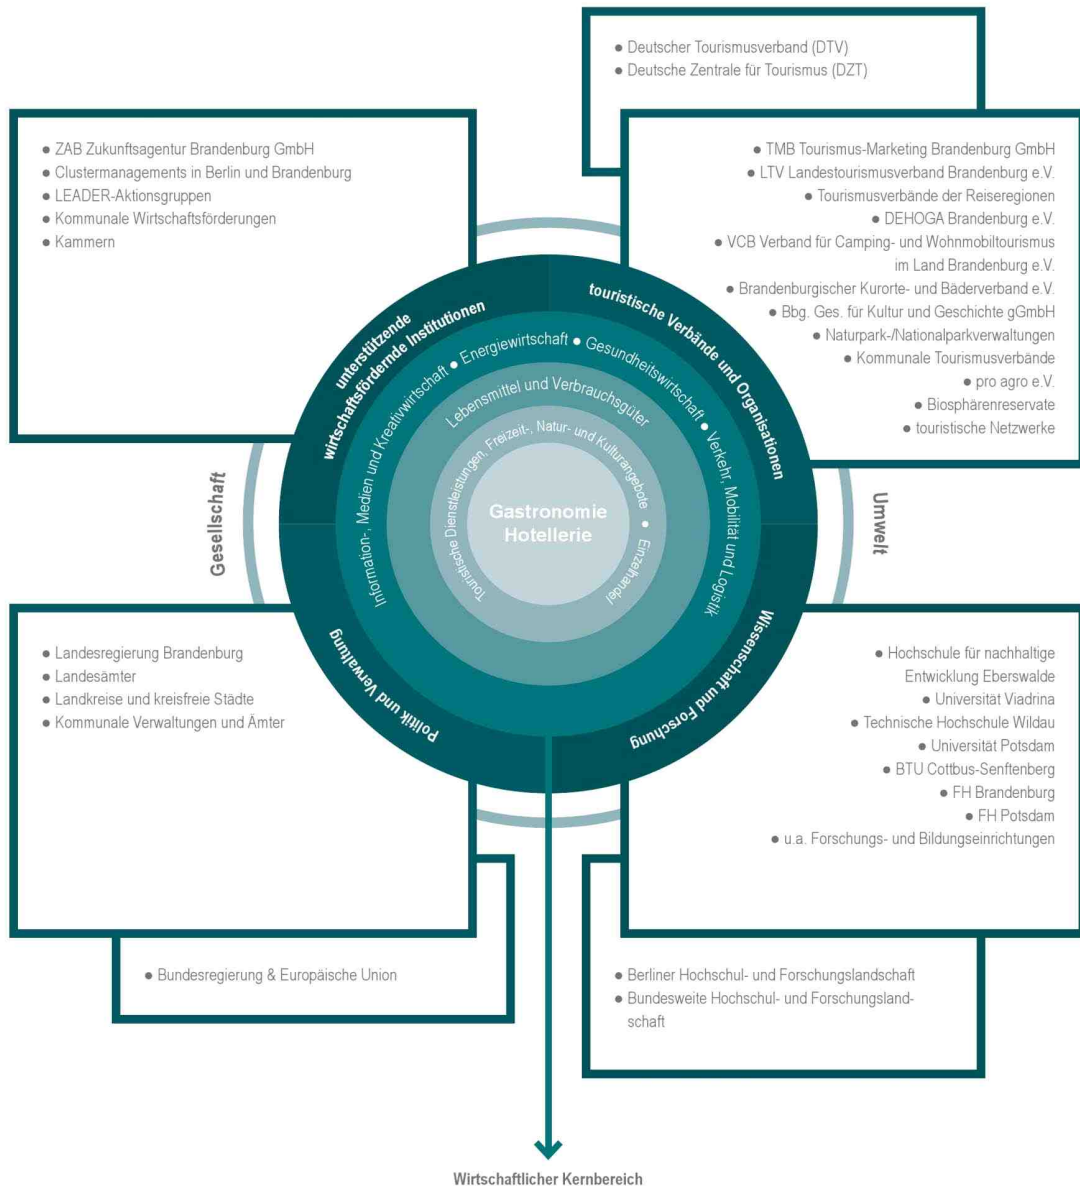 ● Deutscher Tourismusverband (DTV)
● Deutsche Zentrale für Tourismus (DZT)
● ZAB Zukunftsagentur Brandenburg GmbH
● Clustermanagements in Berlin und Brandenburg
● LEADER-Aktionsgruppen
● Kommunale Wirtschaftsförderungen
● Kammern
● TMB Tourismus-Marketing Brandenburg GmbH
● LTV Landestourismusverband Brandenburg e.V.
● Tourismusverbände der Reiseregionen
● DEHOGA Brandenburg e.V.
● VCB Verband für Camping- und Wohnmobiltourismus
im Land Brandenburg e.V.
● Brandenburgischer Kurorte- und Bäderverband e.V.
● Bbg. Ges. für Kultur und Geschichte gGmbH
● Naturpark-/Nationalparkverwaltungen
● Kommunale Tourismusverbände
● pro agro e.V.
● Biosphärenreservate
● touristische Netzwerke
unterstützende
wirtschaftsfördernde Institutionen
touristische Verbände und Organisationen
Information-, Medien und Kreativwirtschaft ● Energiewirtschaft ● Gesundheitswirtschaft ● Verkehr, Mobilität und Logistik
Lebensmittel und Verbrauchsgüter
Touristische Dienstleistungen, Freizeit-, Natur- und Kulturangebote ● Einzelhandel
Gastronomie
Hotellerie
Gesellschaft
Umwelt
Politik und Verwaltung
Wissenschaft und Forschung
● Landesregierung Brandenburg
● Landesämter
● Landkreise und kreisfreie Städte
● Kommunale Verwaltungen und Ämter
● Hochschule für nachhaltige
Entwicklung Eberswalde
● Universität Viadrina
● Technische Hochschule Wildau
● Universität Potsdam
● BTU Cottbus-Senftenberg
● FH Brandenburg
● FH Potsdam
● u.a. Forschungs- und Bildungseinrichtungen
● Bundesregierung & Europäische Union
● Berliner Hochschul- und Forschungslandschaft
● Bundesweite Hochschul- und Forschungsland-
schaft
Wirtschaftlicher Kernbereich